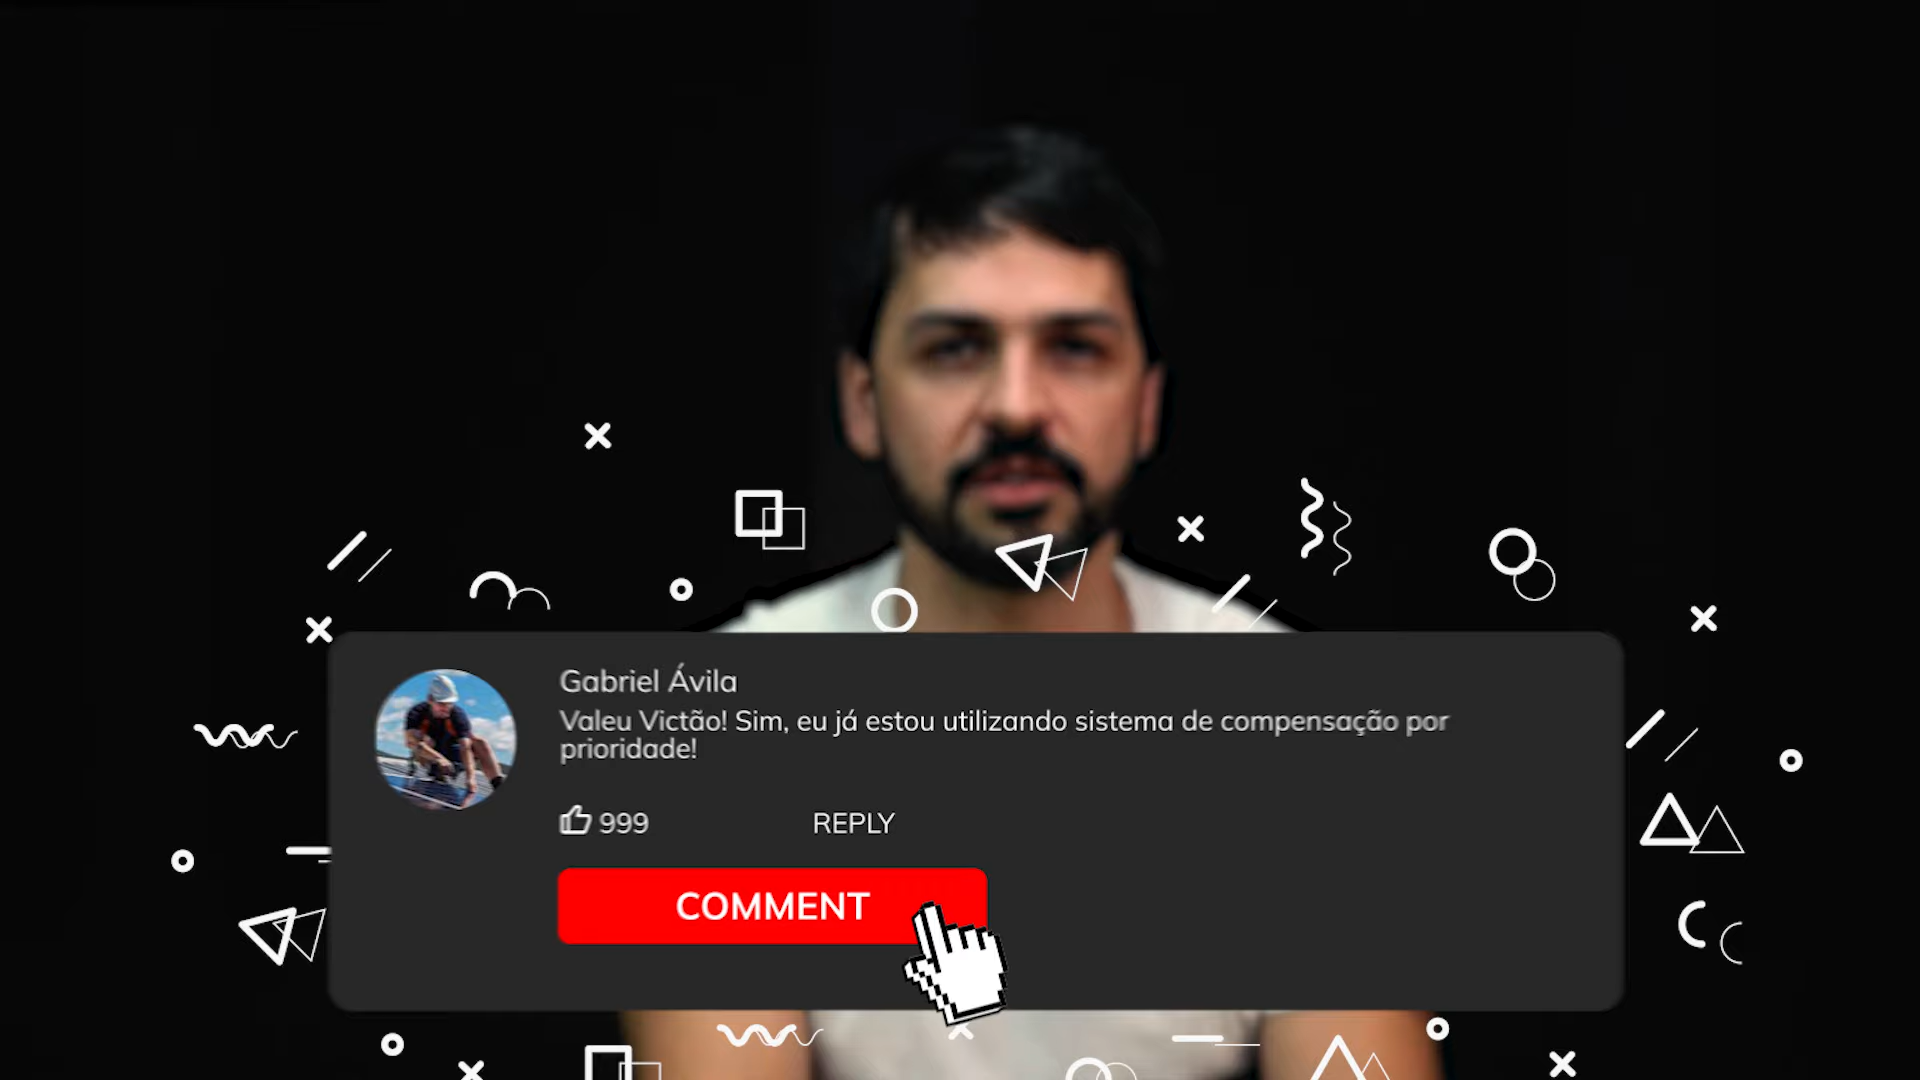 Gabriel Ávila
Valeu Victão! Sim, eu já estou utilizando sistema de compensação por
prioridade!
999
REPLY
COMMENT